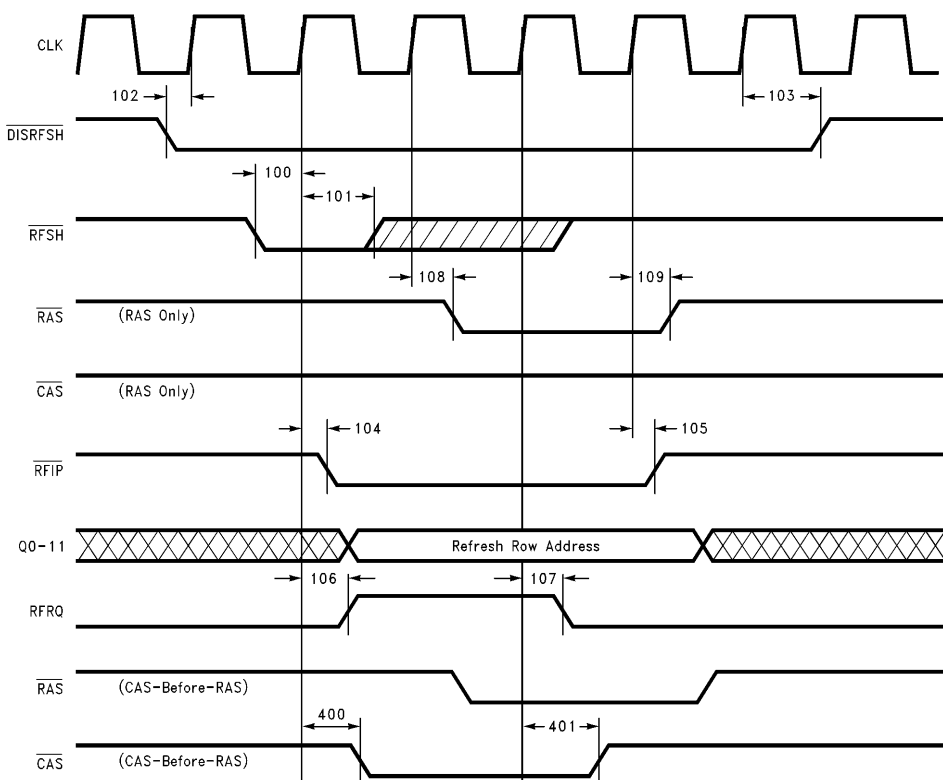 CLK
102
103
DISRFSH
100
101
RFSH
108
109
RAS (RAS Only)
CAS (RAS Only)
104
105
RFIP
Q0-11 Refresh Row Address
106
107
RFRQ
RAS (CAS-Before-RAS)
400
401
CAS (CAS-Before-RAS)